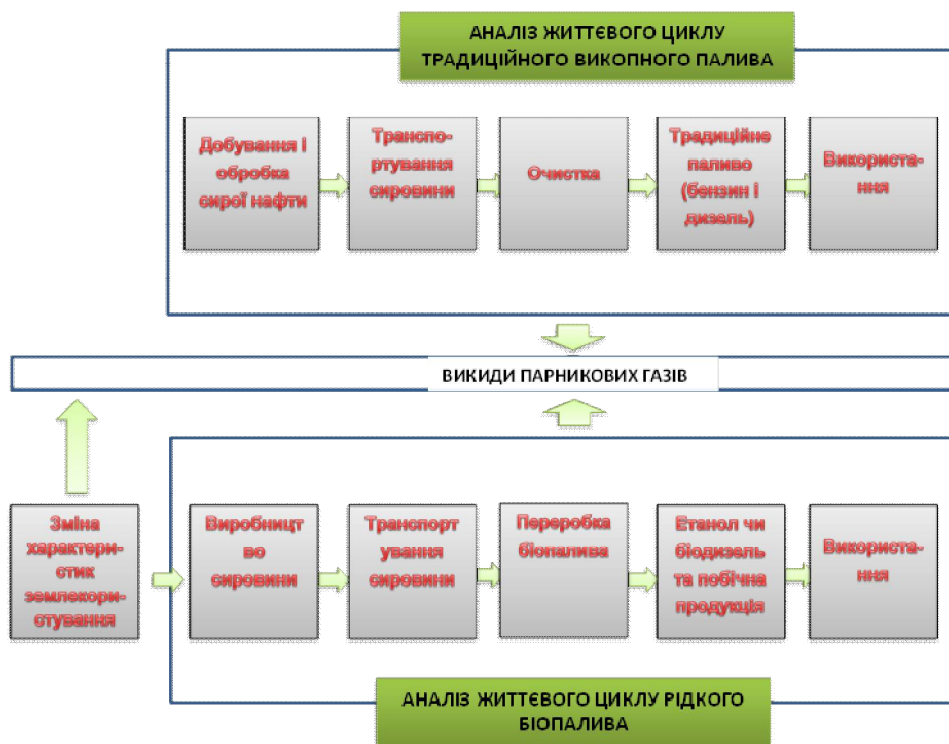 АНАЛІЗ ЖИТТЄВОГО ЦИКЛУ
ТРАДИЦІЙНОГО ВИКОПНОГО ПАЛИВА
Добування і
обробка
сирої нафти
Транспо-
ртування
сировини
Очистка
Традиційне
паливо
(бензин і
дизель)
Використа-
ння
ВИКИДИ ПАРНИКОВИХ ГАЗІВ
Зміна
характери-
стик
землекори-
стування
Виробницт
во
сировини
Транспорт
ування
сировини
Переробка
біопалива
Етанол чи
біодизель
та побічна
продукція
Використа-
ння
АНАЛІЗ ЖИТТЄВОГО ЦИКЛУ РІДКОГО
БІОПАЛИВА